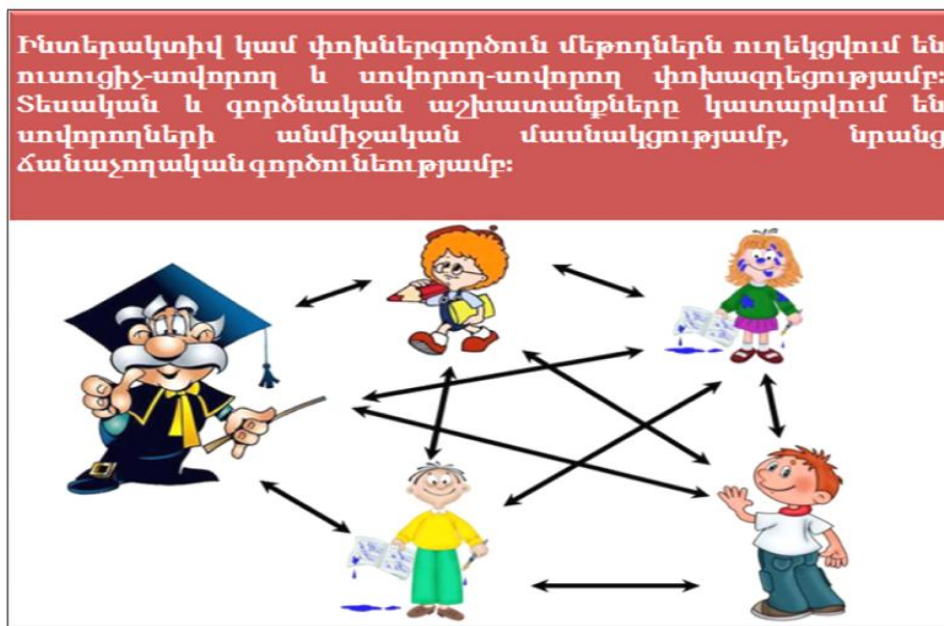 Ինտերակտիվ կամ փոխներգործուն մեթոդներն ուղեկցվում են
ուսուցիչ-սովորող և սովորող-սովորող փոխազդեցությամբ:
Տեսական և գործնական աշխատանքները կատարվում են
սովորողների անմիջական մասնակցությամբ, նրանց
ճանաչողական գործունեությամբ: